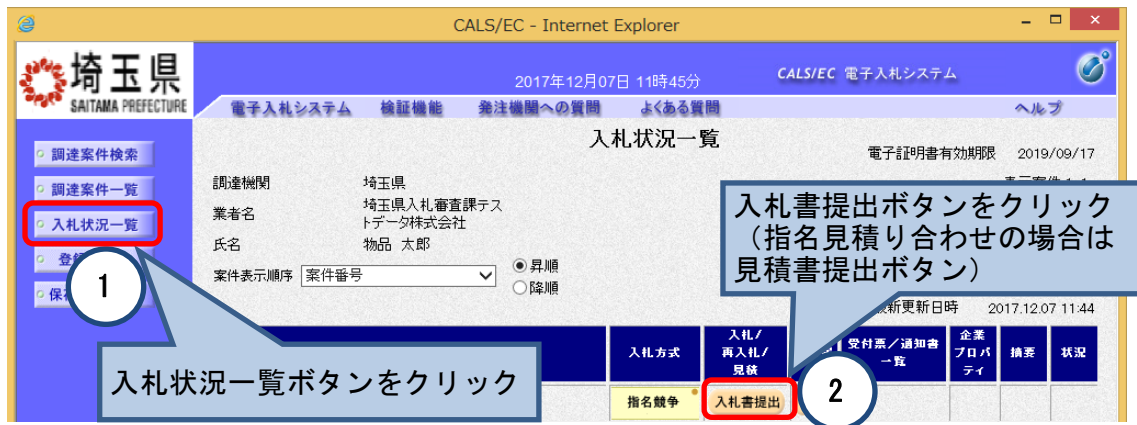 CALS/EC - Internet Explorer
埼玉県
SAITAMA PREFECTURE
2017年12月07日 11時45分
CALS/EC 電子入札システム
電子入札システム 検証機能 発注機関への質問 よくある質問 ヘルプ
調達案件検索
調達案件一覧
入札状況一覧
入札状況一覧
電子証明書有効期限 2019/09/17
調達機関 埼玉県
業者名 埼玉県入札審査課テス
トデータ株式会社
氏名 物品 太郎
案件表示順序 案件番号
昇順
降順
入札書提出ボタンをクリック
（指名見積り合わせの場合は
見積書提出ボタン）
1
最新更新日時 2017.12.07 11:44
入札方式
入札/
再入札/
見積
受付票/通知書
一覧
企業
プロパ
ティ
摘要
状況
入札状況一覧ボタンをクリック
指名競争
入札書提出
2